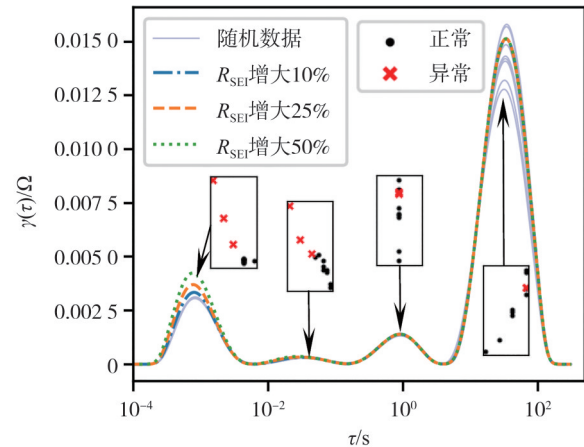 随机数据
R_SEI增大10%
R_SEI增大25%
R_SEI增大50%
正常
异常
γ(τ)/Ω
0.015 0
0.012 5
0.010 0
0.007 5
0.005 0
0.002 5
0
10⁻⁴
10⁻²
10⁰
10²
τ/s